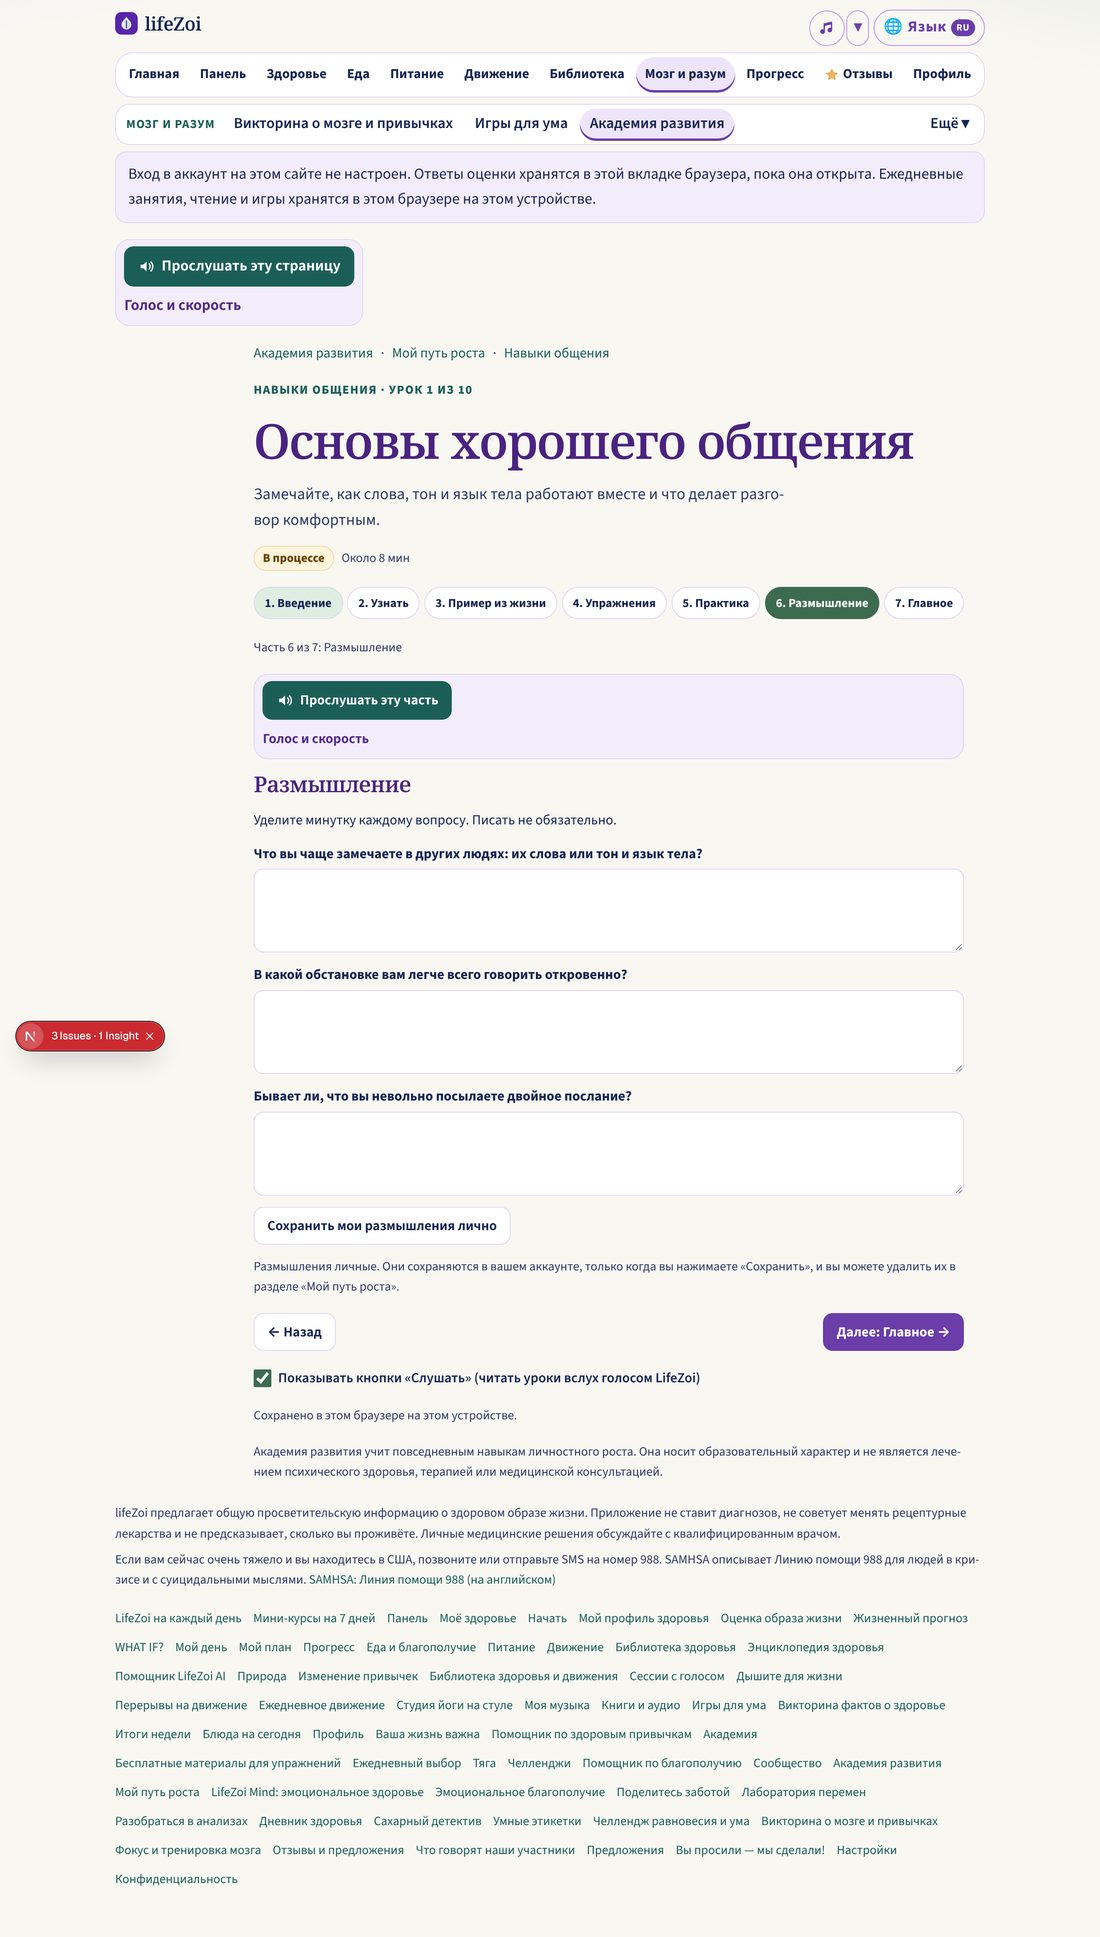 lifeZoi
▼
🌐 Язык RU
Главная Панель Здоровье Еда Питание Движение Библиотека Мозг и разум Прогресс ⭐ Отзывы Профиль
МОЗГ И РАЗУМ Викторина о мозге и привычках Игры для ума Академия развития Ещё ▼
Вход в аккаунт на этом сайте не настроен. Ответы оценки хранятся в этой вкладке браузера, пока она открыта. Ежедневные
занятия, чтение и игры хранятся в этом браузере на этом устройстве.
Прослушать эту страницу
Голос и скорость
Академия развития · Мой путь роста · Навыки общения
НАВЫКИ ОБЩЕНИЯ · УРОК 1 ИЗ 10
Основы хорошего общения
Замечайте, как слова, тон и язык тела работают вместе и что делает разго-
вор комфортным.
В процессе Около 8 мин
1. Введение 2. Узнать 3. Пример из жизни 4. Упражнения 5. Практика 6. Размышление 7. Главное
Часть 6 из 7: Размышление
Прослушать эту часть
Голос и скорость
Размышление
Уделите минутку каждому вопросу. Писать не обязательно.
Что вы чаще замечаете в других людях: их слова или тон и язык тела?
В какой обстановке вам легче всего говорить откровенно?
N 3 Issues · 1 Insight ×
Бывает ли, что вы невольно посылаете двойное послание?
Сохранить мои размышления лично
Размышления личные. Они сохраняются в вашем аккаунте, только когда вы нажимаете «Сохранить», и вы можете удалить их в
разделе «Мой путь роста».
← Назад Далее: Главное →
Показывать кнопки «Слушать» (читать уроки вслух голосом LifeZoi)
Сохранено в этом браузере на этом устройстве.
Академия развития учит повседневным навыкам личностного роста. Она носит образовательный характер и не является лече-
нием психического здоровья, терапией или медицинской консультацией.
lifeZoi предлагает общую просветительскую информацию о здоровом образе жизни. Приложение не ставит диагнозов, не советует менять рецептурные
лекарства и не предсказывает, сколько вы проживёте. Личные медицинские решения обсуждайте с квалифицированным врачом.
Если вам сейчас очень тяжело и вы находитесь в США, позвоните или отправьте SMS на номер 988. SAMHSA описывает Линию помощи 988 для людей в кри-
зисе и с суицидальными мыслями. SAMHSA: Линия помощи 988 (на английском)
LifeZoi на каждый день Мини-курсы на 7 дней Панель Моё здоровье Начать Мой профиль здоровья Оценка образа жизни Жизненный прогноз
WHAT IF? Мой день Мой план Прогресс Еда и благополучие Питание Движение Библиотека здоровья Энциклопедия здоровья
Помощник LifeZoi AI Природа Изменение привычек Библиотека здоровья и движения Сессии с голосом Дышите для жизни
Перерывы на движение Ежедневное движение Студия йоги на стуле Моя музыка Книги и аудио Игры для ума Викторина фактов о здоровье
Итоги недели Блюда на сегодня Профиль Ваша жизнь важна Помощник по здоровым привычкам Академия
Бесплатные материалы для упражнений Ежедневный выбор Тяга Челленджи Помощник по благополучию Сообщество Академия развития
Мой путь роста LifeZoi Mind: эмоциональное здоровье Эмоциональное благополучие Поделитесь заботой Лаборатория перемен
Разобраться в анализах Дневник здоровья Сахарный детектив Умные этикетки Челлендж равновесия и ума Викторина о мозге и привычках
Фокус и тренировка мозга Отзывы и предложения Что говорят наши участники Предложения Вы просили — мы сделали! Настройки
Конфиденциальность